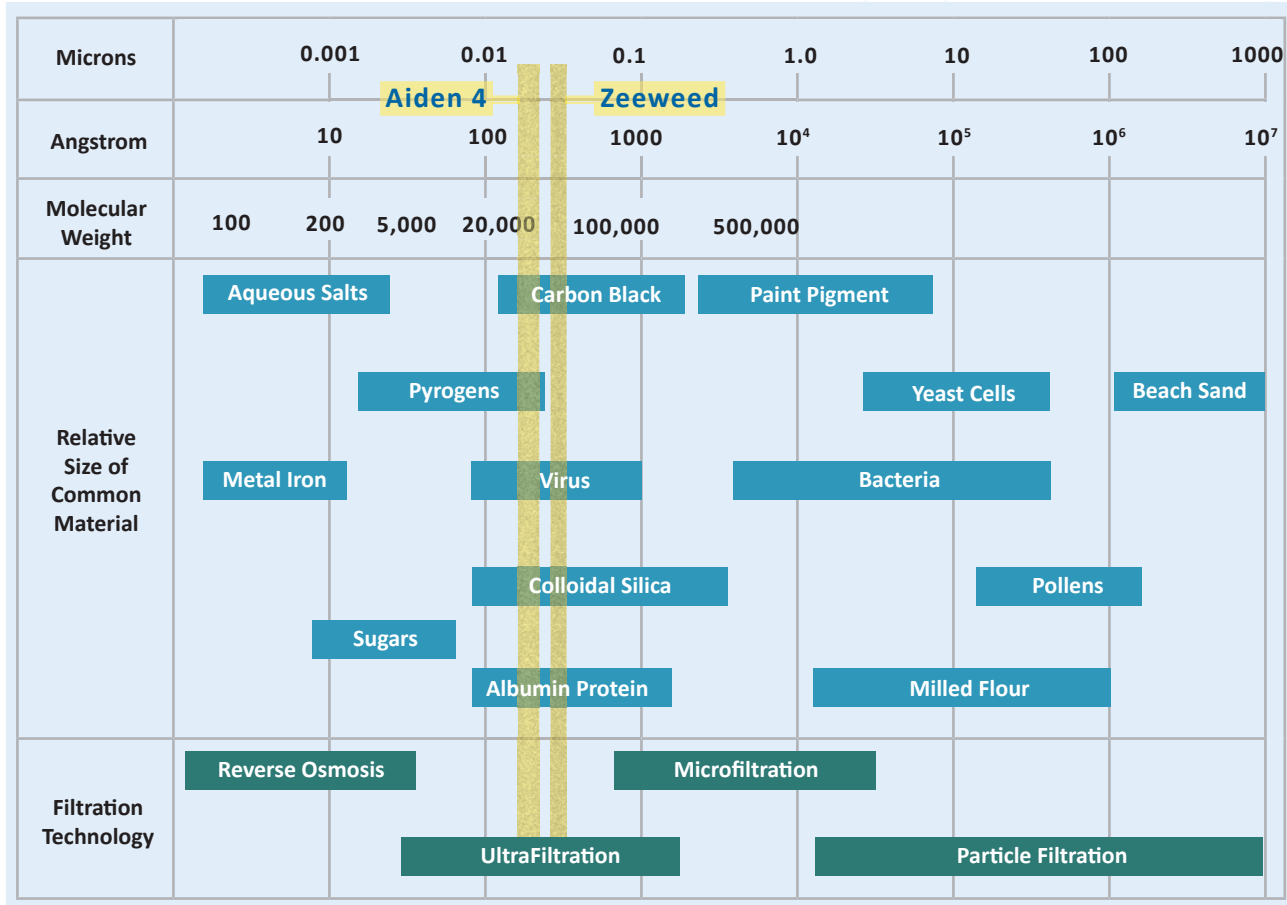 Microns 0.001 0.01 0.1 1.0 10 100 1000
Aiden 4 Zeeweed
Angstrom 10 100 1000 10⁴ 10⁵ 10⁶ 10⁷
Molecular
Weight
100 200 5,000 20,000 100,000 500,000
Relative
Size of
Common
Material
Aqueous Salts Carbon Black Paint Pigment
Pyrogens Yeast Cells Beach Sand
Metal Iron Virus Bacteria
Colloidal Silica Pollens
Sugars
Albumin Protein Milled Flour
Filtration
Technology
Reverse Osmosis Microfiltration
UltraFiltration Particle Filtration